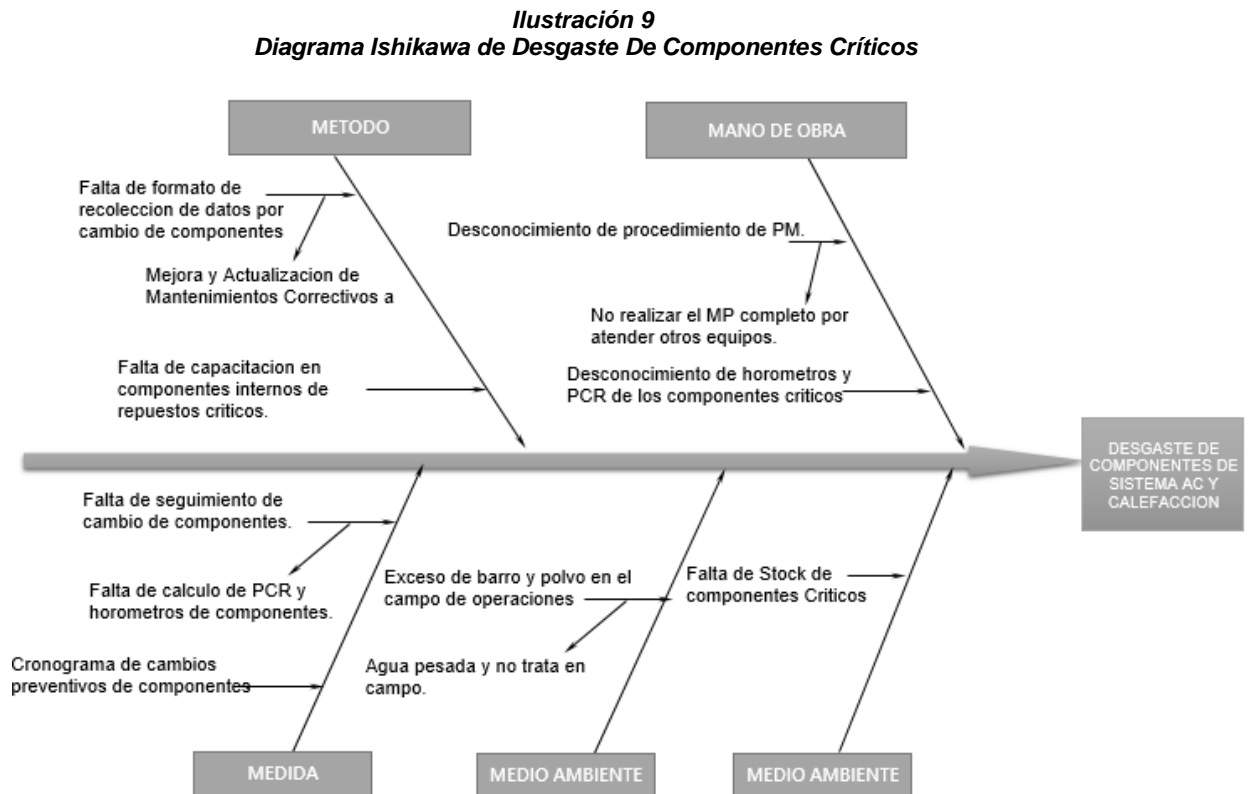 Ilustración 9
Diagrama Ishikawa de Desgaste De Componentes Críticos
METODO
MANO DE OBRA
Falta de formato de
recoleccion de datos por
cambio de componentes
Mejora y Actualizacion de
Mantenimientos Correctivos a
Falta de capacitacion en
componentes internos de
repuestos criticos.
Desconocimiento de procedimiento de PM.
No realizar el MP completo por
atender otros equipos.
Desconocimiento de horometros y
PCR de los componentes criticos
DESGASTE DE
COMPONENTES DE
SISTEMA AC Y
CALEFACCION
Falta de seguimiento de
cambio de componentes.
Falta de calculo de PCR y
horometros de componentes.
Cronograma de cambios
preventivos de componentes
Exceso de barro y polvo en el
campo de operaciones
Agua pesada y no trata en
campo.
Falta de Stock de
componentes Criticos
MEDIDA
MEDIO AMBIENTE
MEDIO AMBIENTE